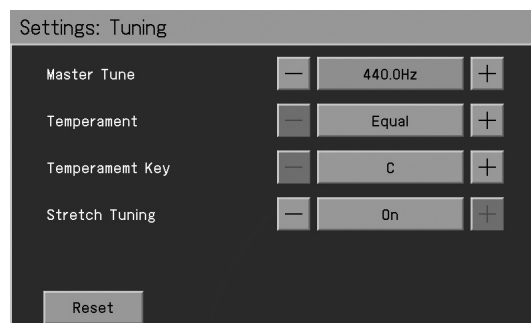 Settings: Tuning
Master Tune — 440.0Hz +
Temperament — Equal +
Temperamemt Key — C +
Stretch Tuning — On +
Reset